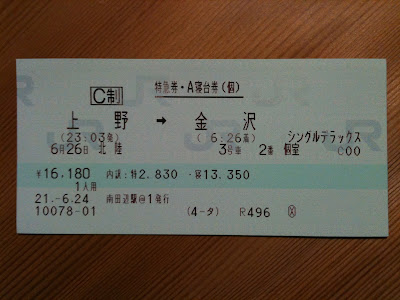 C制 特急券・A寝台券(個)
上野 → 金沢
(23:03発) (6:26着) シングルデラックス
6月26日 北陸 3号車 2番 個室 C00
¥16,180 内訳:特2,830・寝13,350
1人用
21.-6.24 南田辺駅@1発行
10078-01 (4-タ) R496